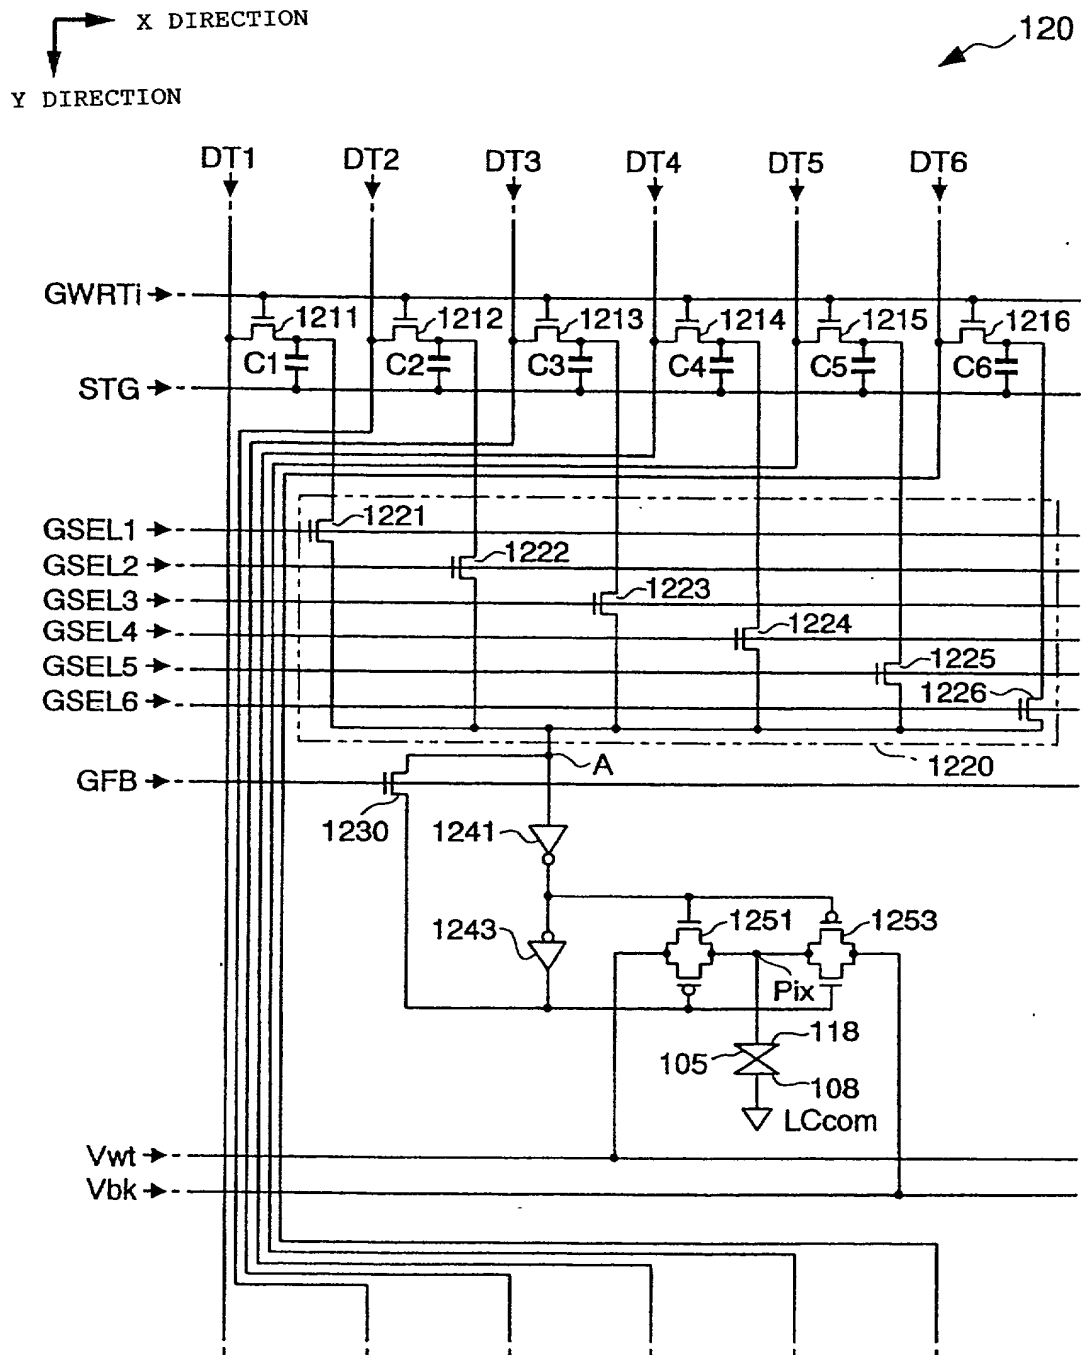 X DIRECTION
120
Y DIRECTION
DT1 DT2 DT3 DT4 DT5 DT6
GWRTi
1211 1212 1213 1214 1215 1216
C1 C2 C3 C4 C5 C6
STG
GSEL1 1221
GSEL2 1222
GSEL3 1223
GSEL4 1224
GSEL5 1225
GSEL6 1226
A 1220
GFB
1230 1241
1251 1253
1243
Pix
118
105
108
LCcom
Vwt
Vbk